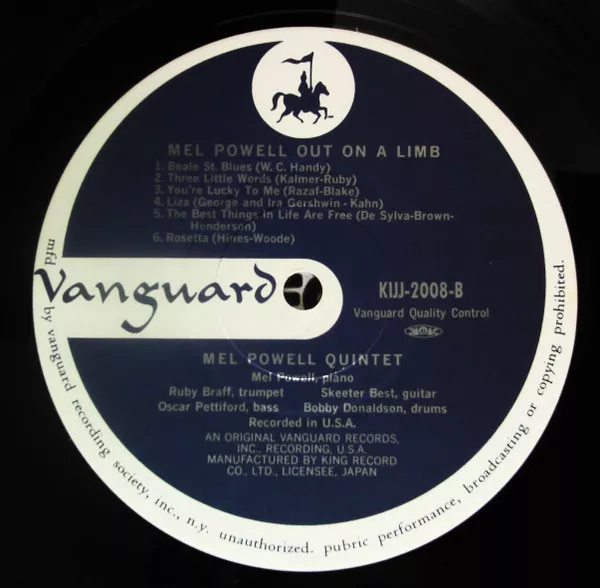 MEL POWELL OUT ON A LIMB
1. Beale St. Blues (W. C. Handy)
2. Three Little Words (Kalmer-Ruby)
3. You're Lucky To Me (Razaf-Blake)
4. Liza (George and Ira Gershwin - Kahn)
5. The Best Things in Life Are Free (De Sylva-Brown-
Henderson)
6. Rosetta (Hines-Woode)
Vanguard
KIJJ-2008-B
Vanguard Quality Control
JASRAC
MEL POWELL QUINTET
Mel Powell, piano
Ruby Braff, trumpet Skeeter Best, guitar
Oscar Pettiford, bass Bobby Donaldson, drums
Recorded in U.S.A.
AN ORIGINAL VANGUARD RECORDS,
INC., RECORDING, U.S.A.
MANUFACTURED BY KING RECORD
CO., LTD., LICENSEE, JAPAN
mfd by vanguard recording society, inc., n.y. unauthorized. pubric performance, broadcasting or copying prohibited.